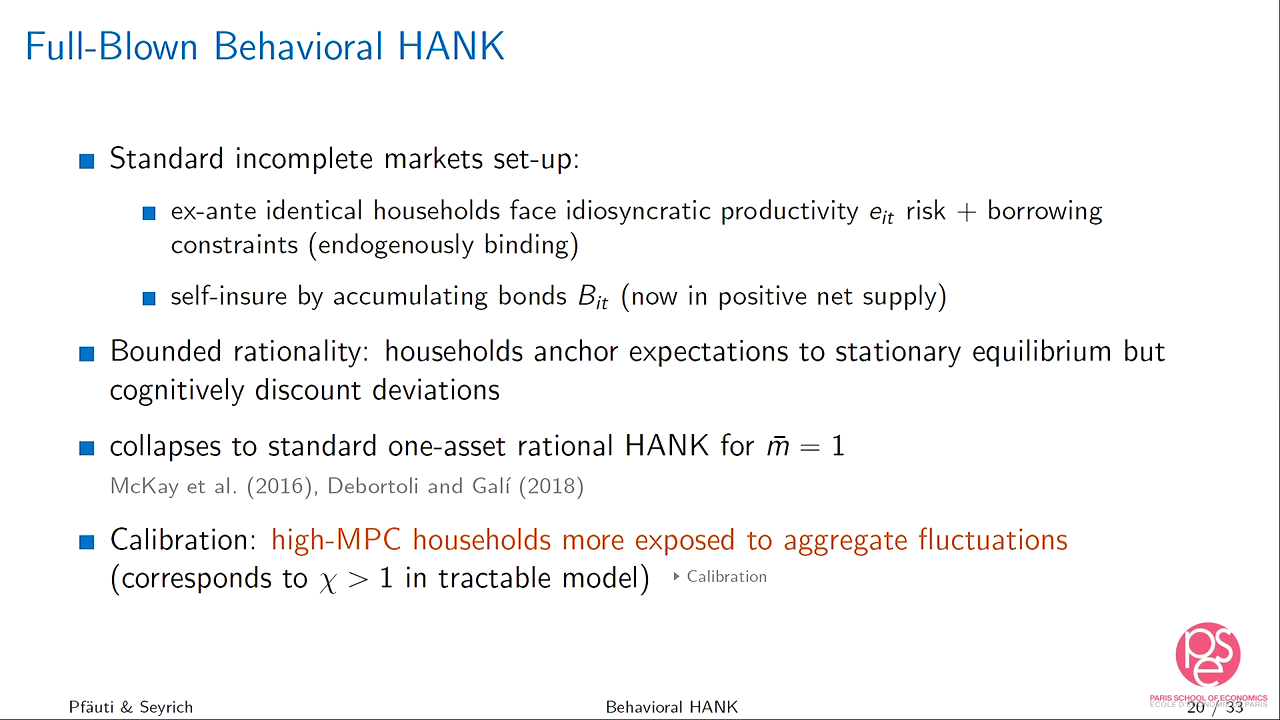 Full-Blown Behavioral HANK
Standard incomplete markets set-up:
ex-ante identical households face idiosyncratic productivity e_it risk + borrowing
constraints (endogenously binding)
self-insure by accumulating bonds B_it (now in positive net supply)
Bounded rationality: households anchor expectations to stationary equilibrium but
cognitively discount deviations
collapses to standard one-asset rational HANK for m̄ = 1
McKay et al. (2016), Debortoli and Galí (2018)
Calibration: high-MPC households more exposed to aggregate fluctuations
(corresponds to χ > 1 in tractable model) Calibration
pse
PARIS SCHOOL OF ECONOMICS
ECOLE D'ÉCONOMIE DE PARIS
Pfäuti & Seyrich Behavioral HANK 20 / 33